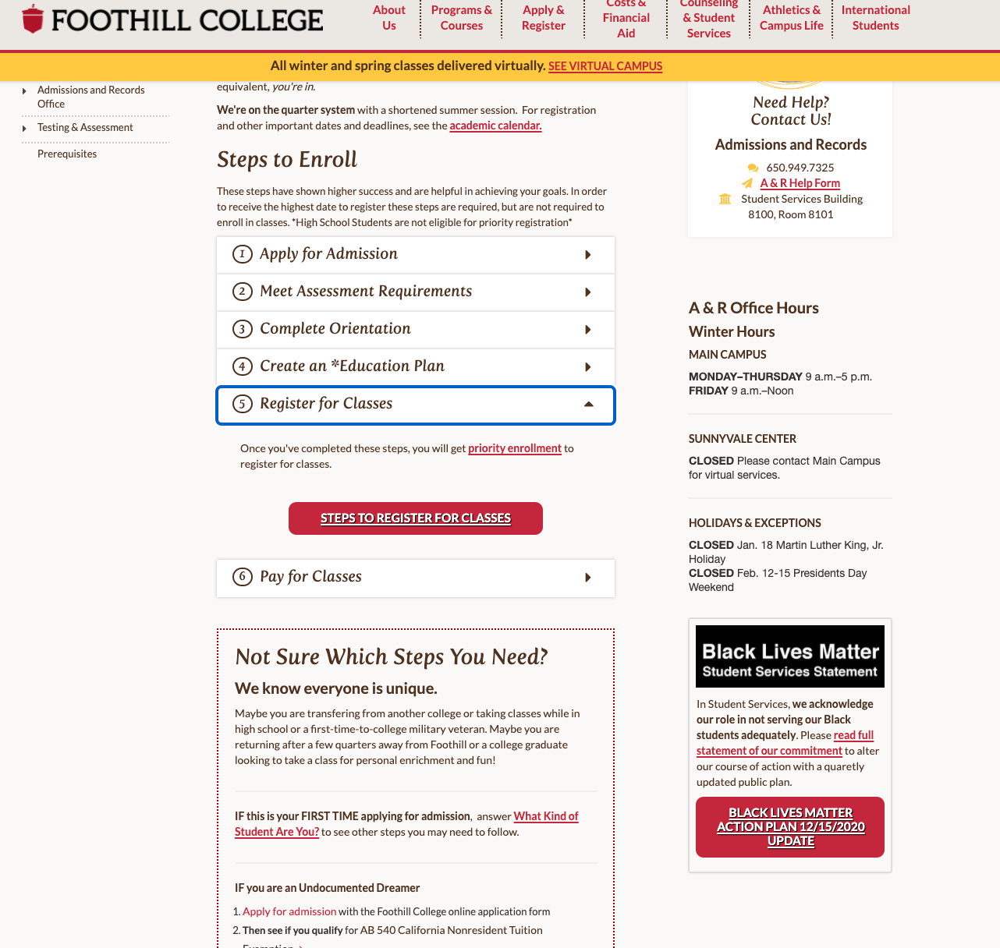 FOOTHILL COLLEGE
About
Us
Programs &
Courses
Apply &
Register
Costs &
Financial
Aid
Counseling
& Student
Services
Athletics &
Campus Life
International
Students
All winter and spring classes delivered virtually. SEE VIRTUAL CAMPUS
Admissions and Records
Office
Testing & Assessment
Prerequisites
equivalent, you're in.
We're on the quarter system with a shortened summer session. For registration
and other important dates and deadlines, see the academic calendar.
Steps to Enroll
These steps have shown higher success and are helpful in achieving your goals. In order
to receive the highest date to register these steps are required, but are not required to
enroll in classes. *High School Students are not eligible for priority registration*
1 Apply for Admission
2 Meet Assessment Requirements
3 Complete Orientation
4 Create an *Education Plan
5 Register for Classes
Once you've completed these steps, you will get priority enrollment to
register for classes.
STEPS TO REGISTER FOR CLASSES
6 Pay for Classes
Not Sure Which Steps You Need?
We know everyone is unique.
Maybe you are transfering from another college or taking classes while in
high school or a first-time-to-college military veteran. Maybe you are
returning after a few quarters away from Foothill or a college graduate
looking to take a class for personal enrichment and fun!
IF this is your FIRST TIME applying for admission, answer What Kind of
Student Are You? to see other steps you may need to follow.
IF you are an Undocumented Dreamer
1. Apply for admission with the Foothill College online application form
2. Then see if you qualify for AB 540 California Nonresident Tuition
Exemption
Need Help?
Contact Us!
Admissions and Records
650.949.7325
A & R Help Form
Student Services Building
8100, Room 8101
A & R Office Hours
Winter Hours
MAIN CAMPUS
MONDAY–THURSDAY 9 a.m.–5 p.m.
FRIDAY 9 a.m.–Noon
SUNNYVALE CENTER
CLOSED Please contact Main Campus
for virtual services.
HOLIDAYS & EXCEPTIONS
CLOSED Jan. 18 Martin Luther King, Jr.
Holiday
CLOSED Feb. 12-15 Presidents Day
Weekend
Black Lives Matter
Student Services Statement
In Student Services, we acknowledge
our role in not serving our Black
students adequately. Please read full
statement of our commitment to alter
our course of action with a quaretly
updated public plan.
BLACK LIVES MATTER
ACTION PLAN 12/15/2020
UPDATE